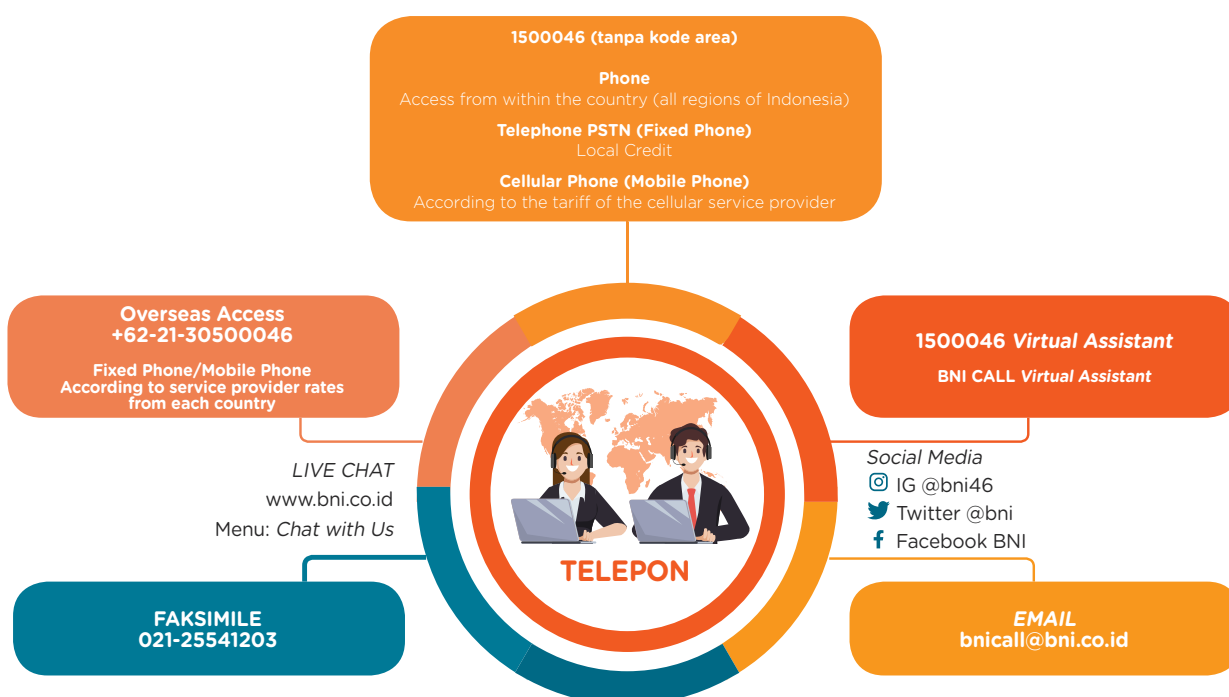 1500046 (tanpa kode area)
Phone
Access from within the country (all regions of Indonesia)
Telephone PSTN (Fixed Phone)
Local Credit
Cellular Phone (Mobile Phone)
According to the tariff of the cellular service provider
Overseas Access
+62-21-30500046
Fixed Phone/Mobile Phone
According to service provider rates
from each country
1500046 Virtual Assistant
BNI CALL Virtual Assistant
LIVE CHAT
www.bni.co.id
Menu: Chat with Us
Social Media
IG @bni46
Twitter @bni
Facebook BNI
TELEPON
FAKSIMILE
021-25541203
EMAIL
bnicall@bni.co.id